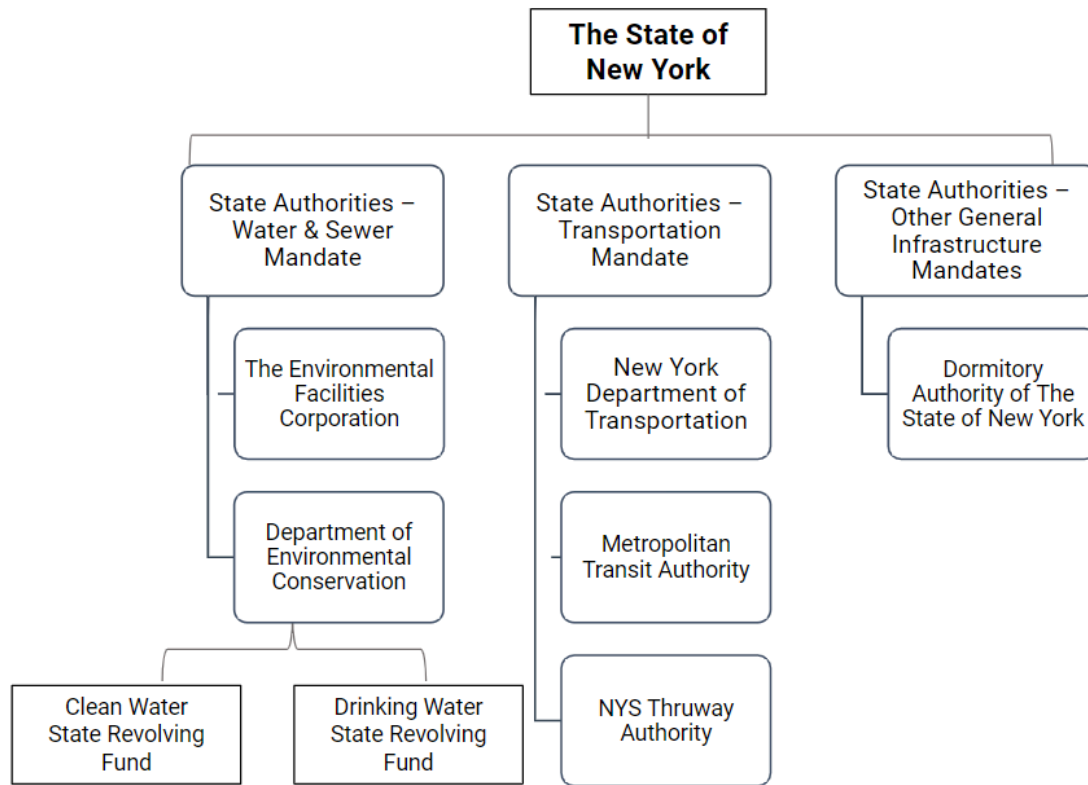 The State of
New York
State Authorities –
Water & Sewer
Mandate
State Authorities –
Transportation
Mandate
State Authorities –
Other General
Infrastructure
Mandates
The Environmental
Facilities
Corporation
New York
Department of
Transportation
Dormitory
Authority of The
State of New York
Department of
Environmental
Conservation
Metropolitan
Transit Authority
Clean Water
State Revolving
Fund
Drinking Water
State Revolving
Fund
NYS Thruway
Authority